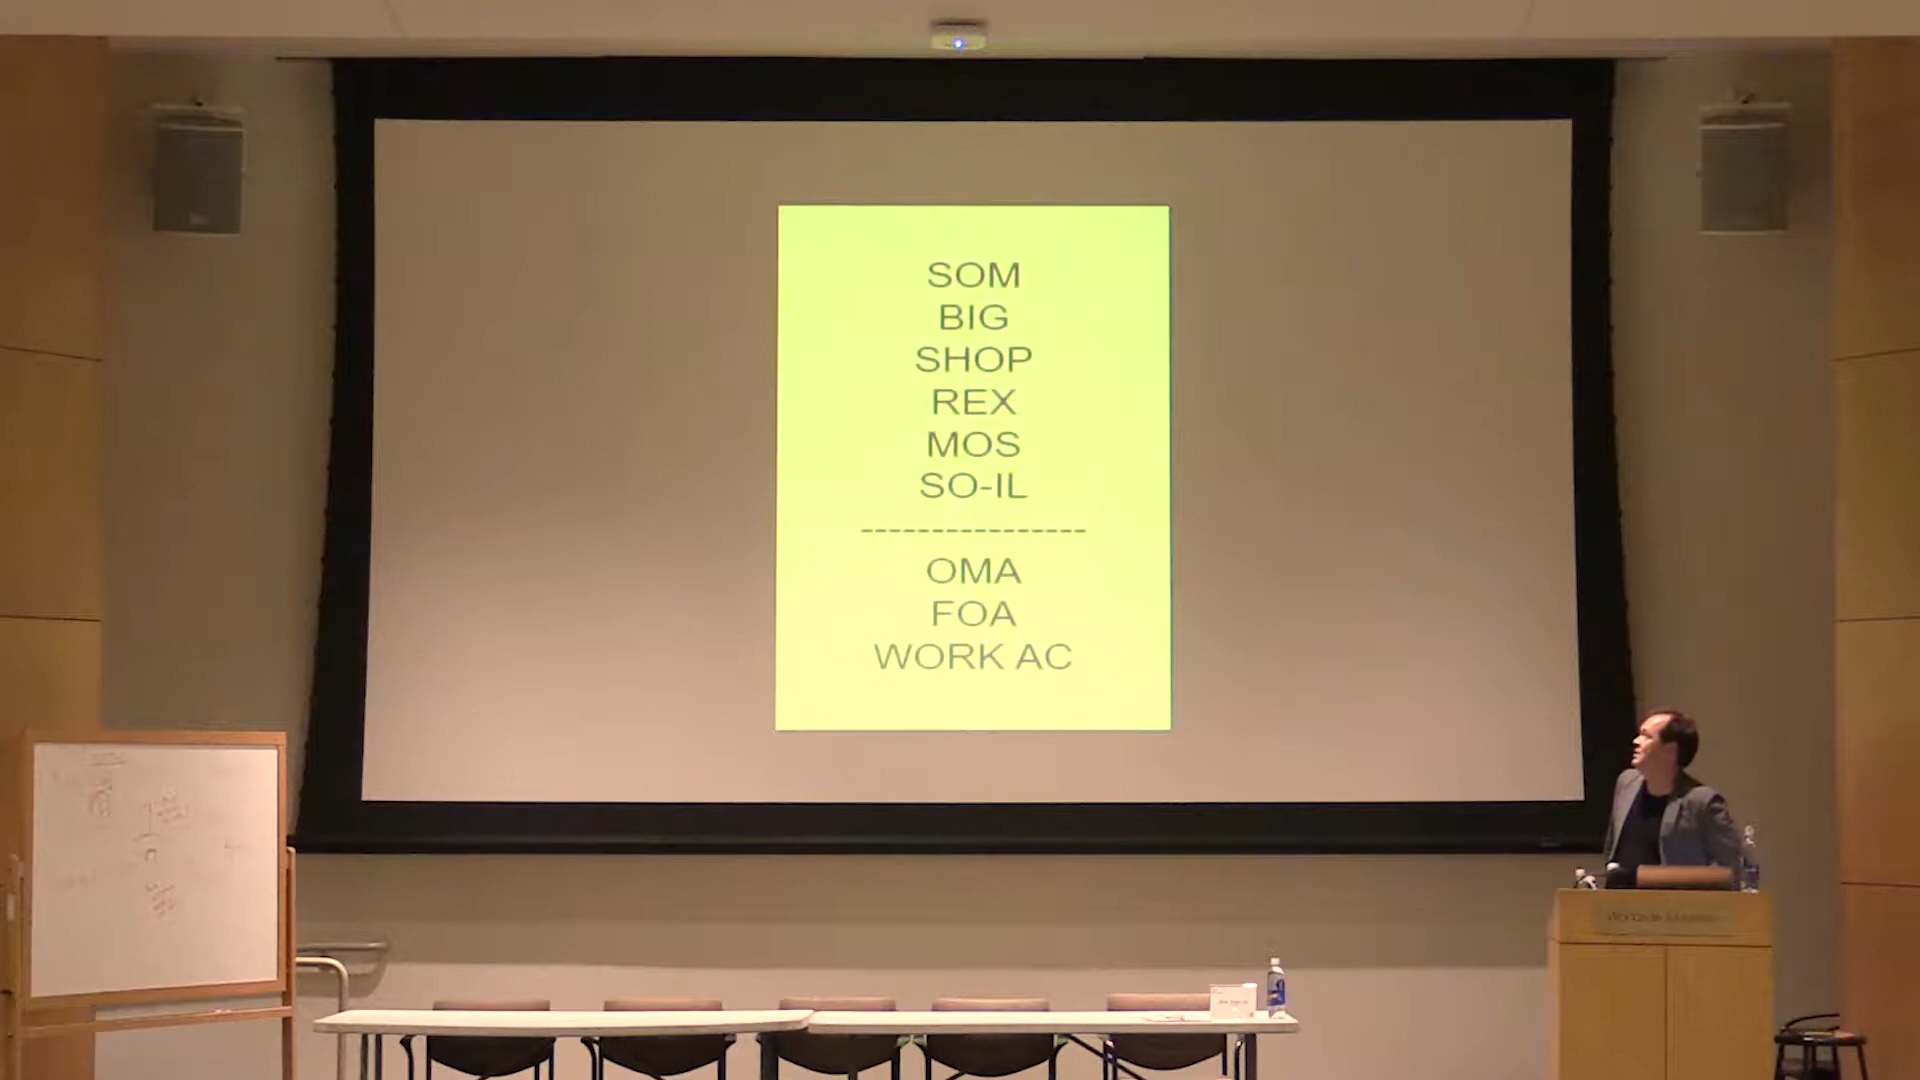 SOM
BIG
SHOP
REX
MOS
SO-IL
----------------
OMA
FOA
WORK AC